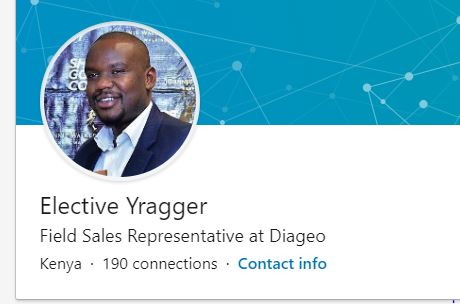 Elective Yragger
Field Sales Representative at Diageo
Kenya · 190 connections · Contact info